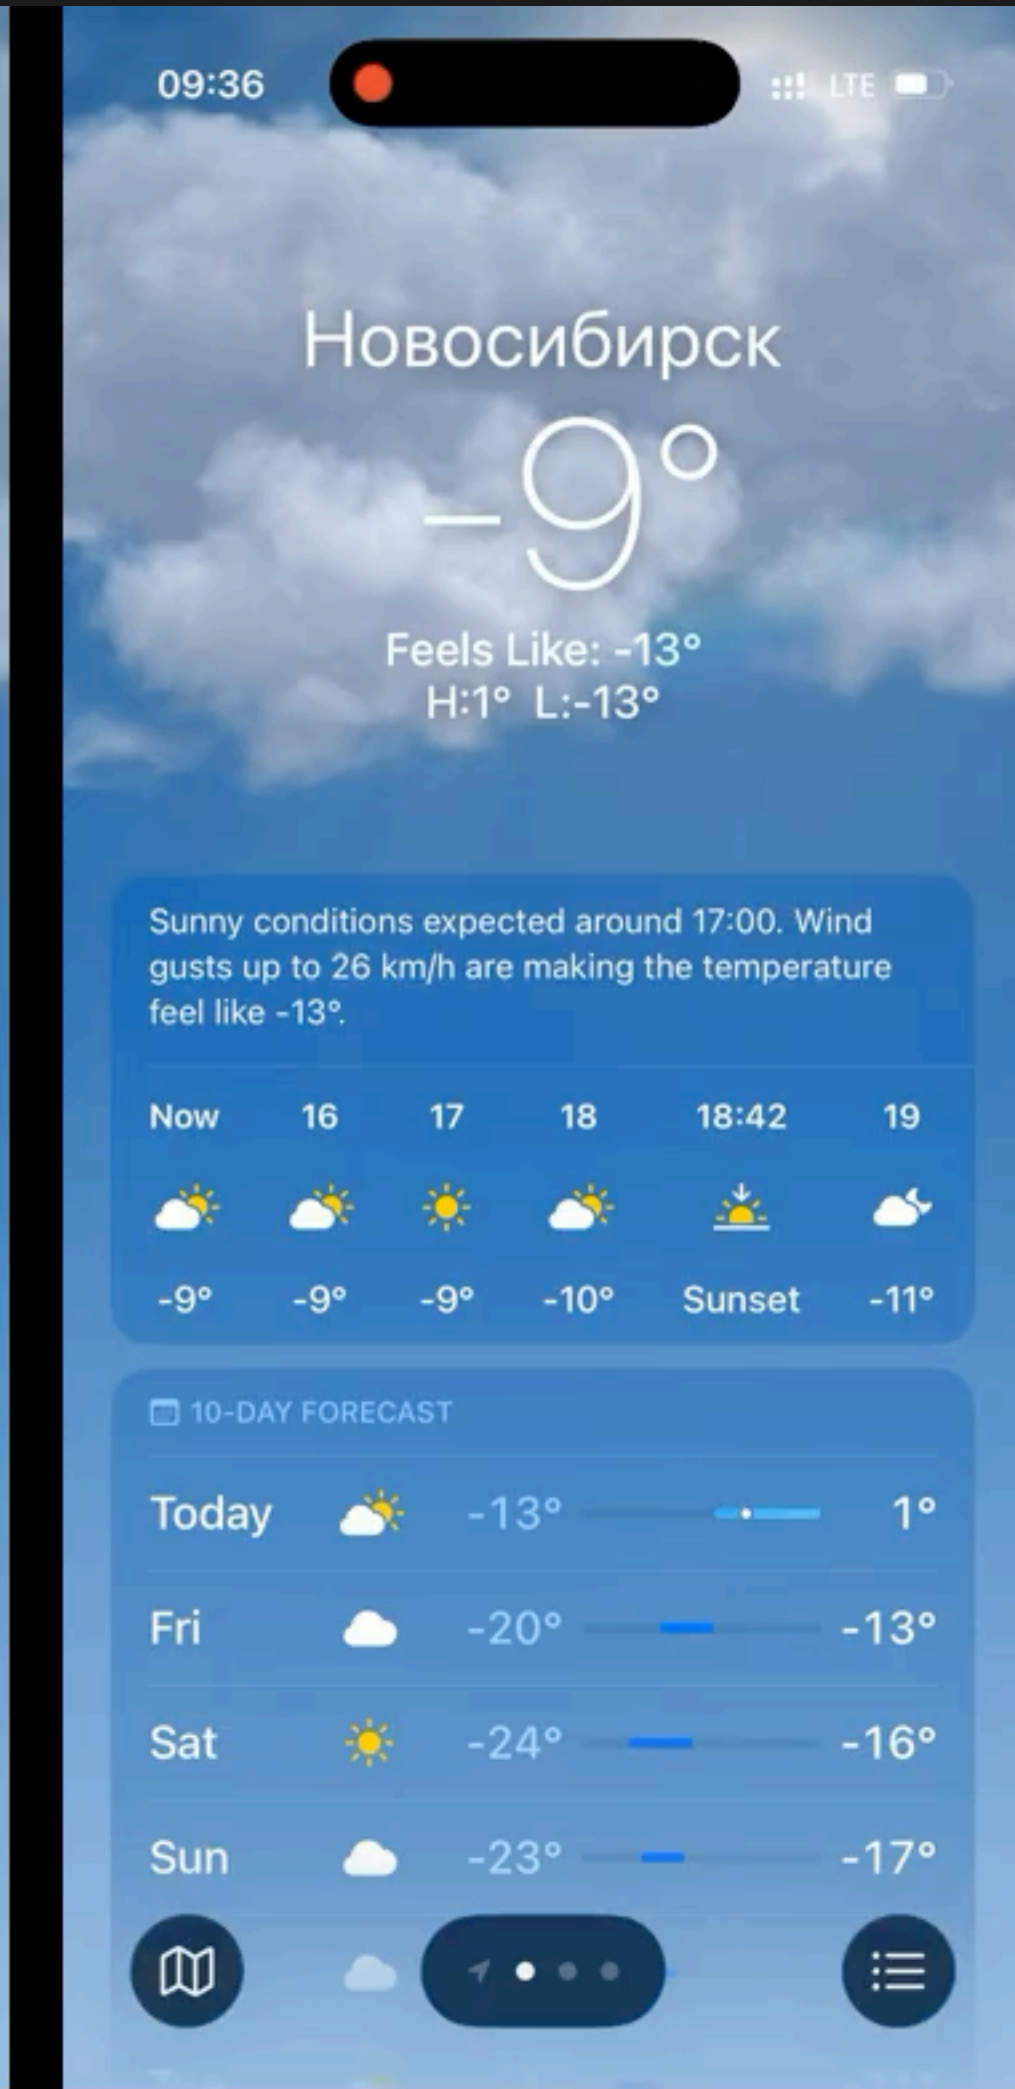 09:36
LTE
Новосибирск
-9°
Feels Like: -13°
H:1° L:-13°
Sunny conditions expected around 17:00. Wind
gusts up to 26 km/h are making the temperature
feel like -13°.
Now 16 17 18 18:42 19
-9° -9° -9° -10° Sunset -11°
10-DAY FORECAST
Today -13° 1°
Fri -20° -13°
Sat -24° -16°
Sun -23° -17°